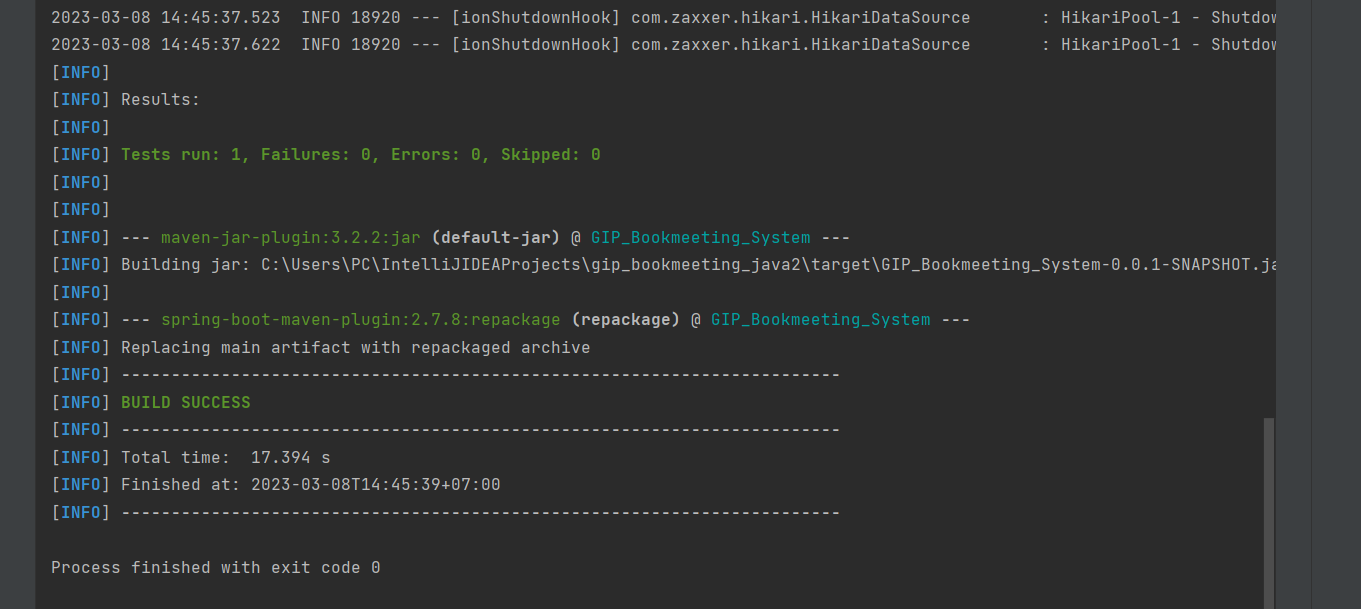 2023-03-08 14:45:37.523  INFO 18920 --- [ionShutdownHook] com.zaxxer.hikari.HikariDataSource       : HikariPool-1 - Shutdow
2023-03-08 14:45:37.622  INFO 18920 --- [ionShutdownHook] com.zaxxer.hikari.HikariDataSource       : HikariPool-1 - Shutdow
[INFO]
[INFO] Results:
[INFO]
[INFO] Tests run: 1, Failures: 0, Errors: 0, Skipped: 0
[INFO]
[INFO]
[INFO] --- maven-jar-plugin:3.2.2:jar (default-jar) @ GIP_Bookmeeting_System ---
[INFO] Building jar: C:\Users\PC\IntelliJIDEAProjects\gip_bookmeeting_java2\target\GIP_Bookmeeting_System-0.0.1-SNAPSHOT.ja
[INFO]
[INFO] --- spring-boot-maven-plugin:2.7.8:repackage (repackage) @ GIP_Bookmeeting_System ---
[INFO] Replacing main artifact with repackaged archive
[INFO] ------------------------------------------------------------------------
[INFO] BUILD SUCCESS
[INFO] ------------------------------------------------------------------------
[INFO] Total time:  17.394 s
[INFO] Finished at: 2023-03-08T14:45:39+07:00
[INFO] ------------------------------------------------------------------------
Process finished with exit code 0